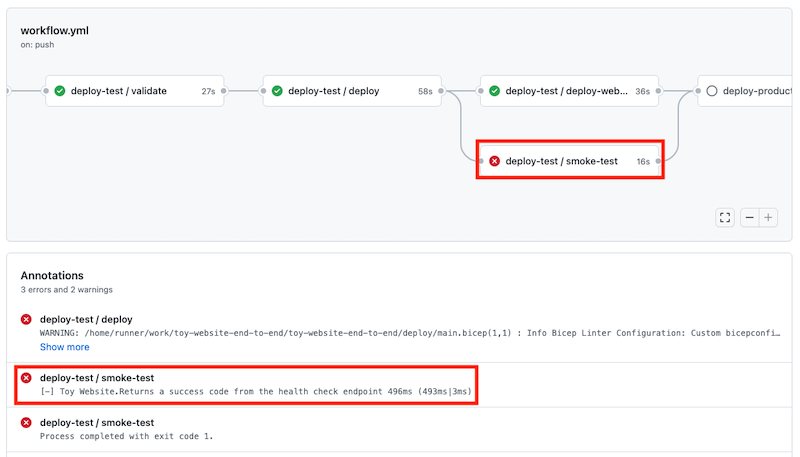 workflow.yml
on: push
deploy-test / validate 27s
deploy-test / deploy 58s
deploy-test / deploy-web... 36s
deploy-product
deploy-test / smoke-test 16s
Annotations
3 errors and 2 warnings
deploy-test / deploy
WARNING: /home/runner/work/toy-website-end-to-end/toy-website-end-to-end/deploy/main.bicep(1,1) : Info Bicep Linter Configuration: Custom bicepconfi...
Show more
deploy-test / smoke-test
[-] Toy Website.Returns a success code from the health check endpoint 496ms (493ms|3ms)
deploy-test / smoke-test
Process completed with exit code 1.